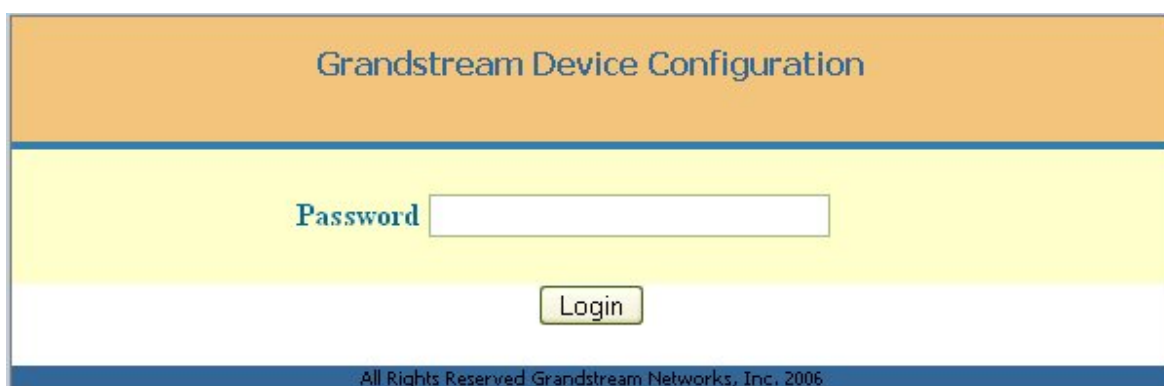 Grandstream Device Configuration
Password
Login
All Rights Reserved Grandstream Networks, Inc. 2006